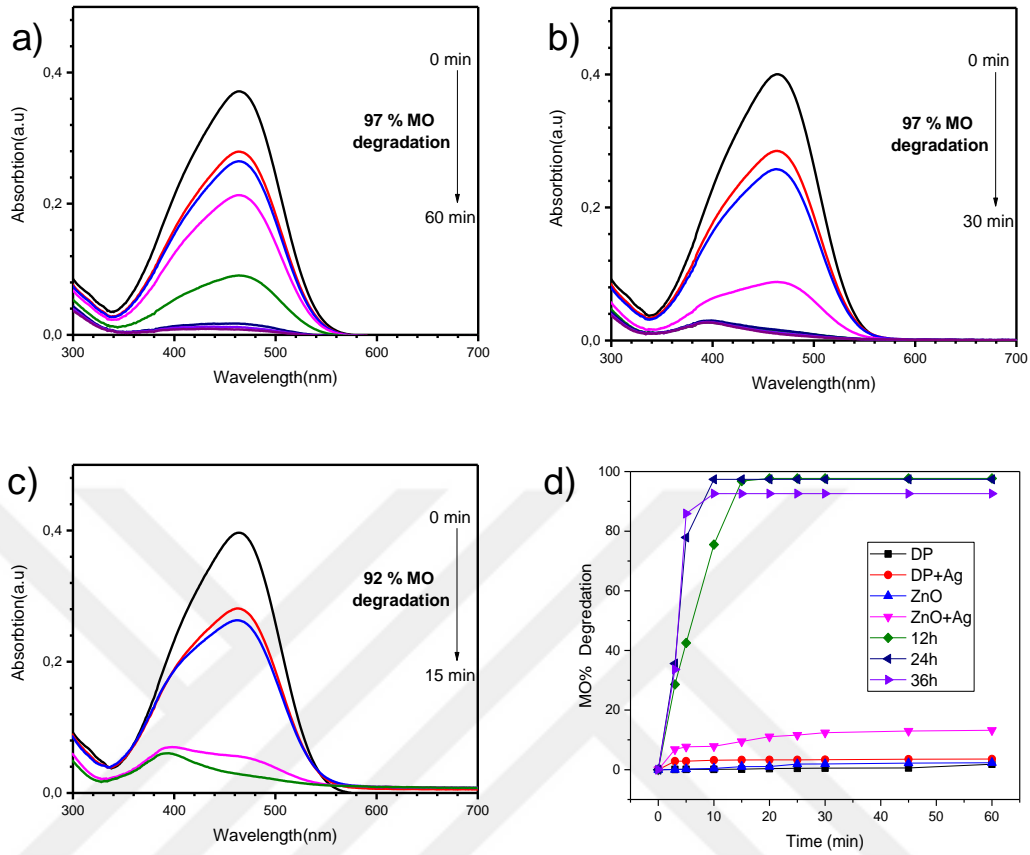 a)
0,4
0,2
0,0
300 400 500 600 700
Absorbtion(a.u)
Wavelength(nm)
97 % MO
degradation
0 min
60 min
b)
0,4
0,2
0,0
300 400 500 600 700
Absorbtion(a.u)
Wavelength(nm)
97 % MO
degradation
0 min
30 min
c)
0,4
0,2
0,0
300 400 500 600 700
Absorbtion(a.u)
Wavelength(nm)
92 % MO
degradation
0 min
15 min
d)
100
80
60
40
20
0
0 10 20 30 40 50 60
MO% Degredation
Time (min)
DP
DP+Ag
ZnO
ZnO+Ag
12h
24h
36h